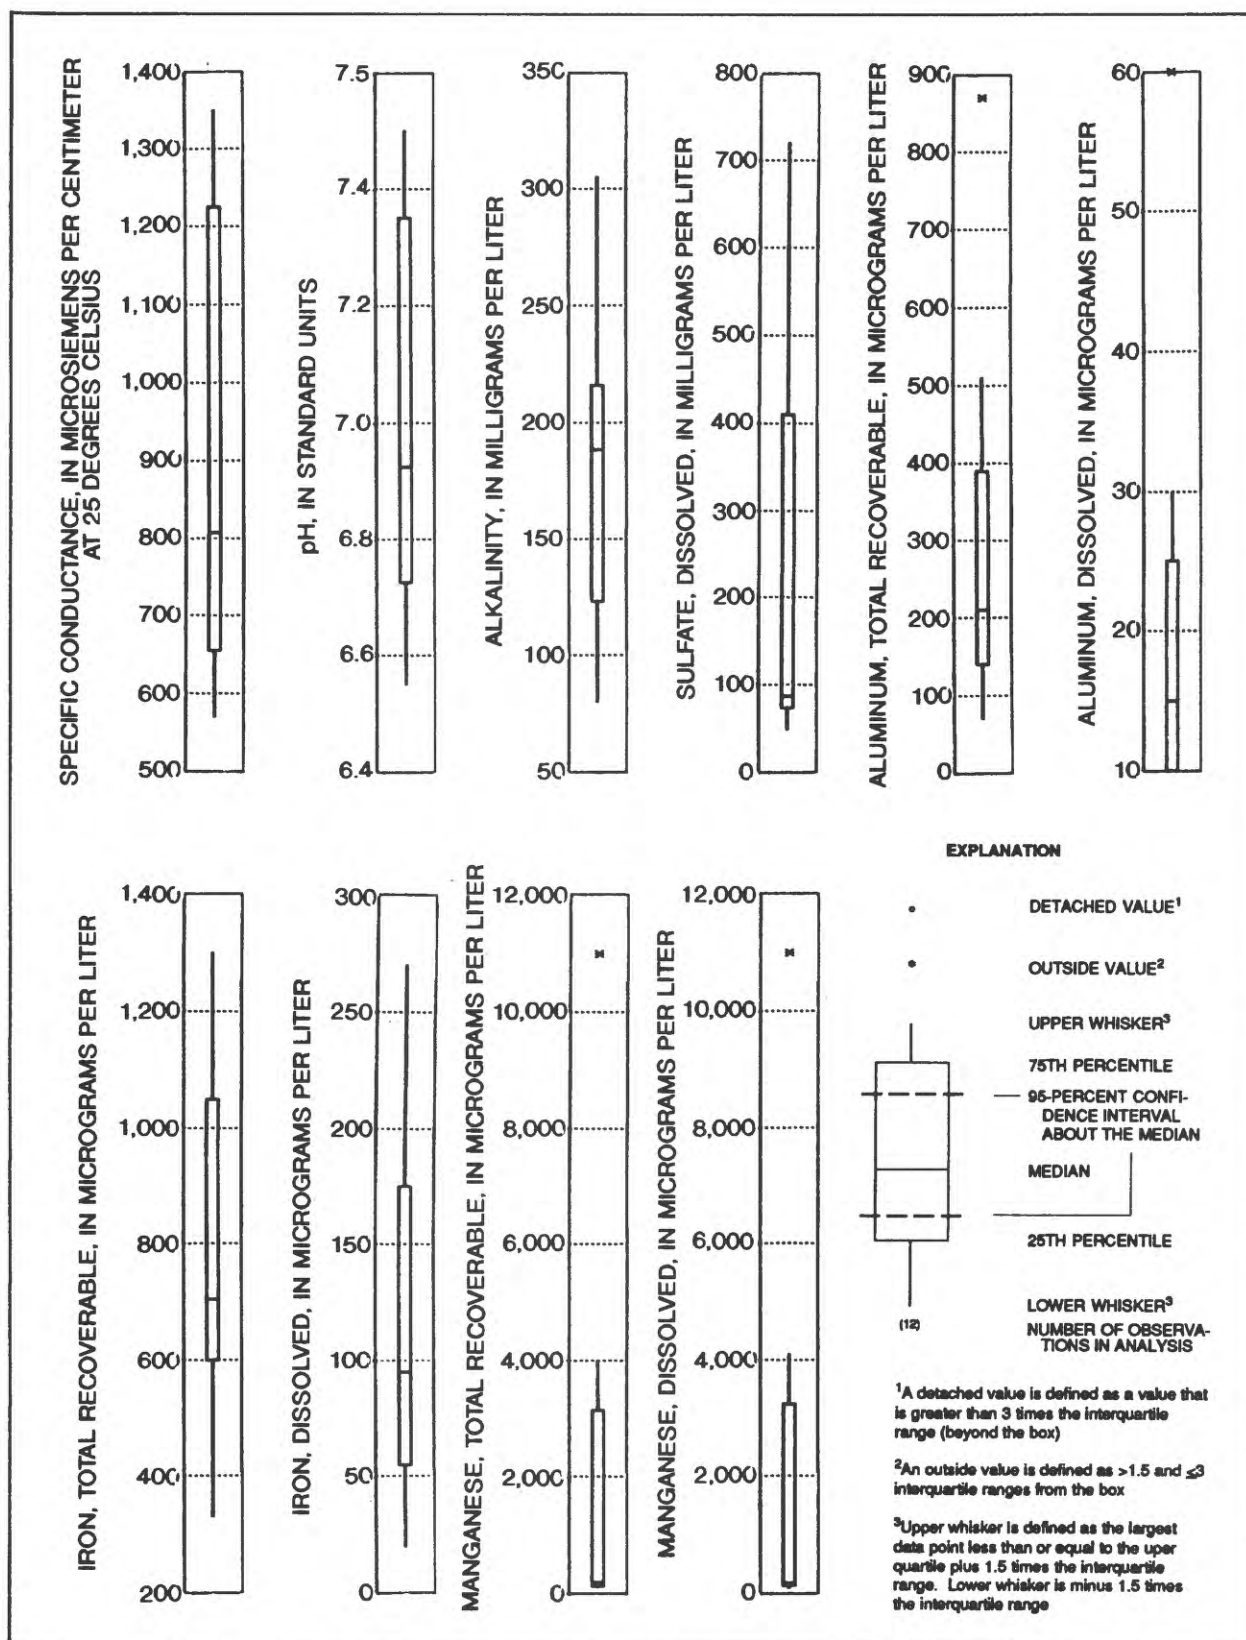 SPECIFIC CONDUCTANCE, IN MICROSIEMENS PER CENTIMETER
AT 25 DEGREES CELSIUS
1,400
1,300
1,200
1,100
1,000
900
800
700
600
500
pH, IN STANDARD UNITS
7.5
7.4
7.2
7.0
6.8
6.6
6.4
ALKALINITY, IN MILLIGRAMS PER LITER
350
300
250
200
150
100
50
SULFATE, DISSOLVED, IN MILLIGRAMS PER LITER
800
700
600
500
400
300
200
100
0
ALUMINUM, TOTAL RECOVERABLE, IN MICROGRAMS PER LITER
900
800
700
600
500
400
300
200
100
0
ALUMINUM, DISSOLVED, IN MICROGRAMS PER LITER
60
50
40
30
20
10
IRON, TOTAL RECOVERABLE, IN MICROGRAMS PER LITER
1,400
1,200
1,000
800
600
400
200
IRON, DISSOLVED, IN MICROGRAMS PER LITER
300
250
200
150
100
50
0
MANGANESE, TOTAL RECOVERABLE, IN MICROGRAMS PER LITER
12,000
10,000
8,000
6,000
4,000
2,000
0
MANGANESE, DISSOLVED, IN MICROGRAMS PER LITER
12,000
10,000
8,000
6,000
4,000
2,000
0
EXPLANATION
DETACHED VALUE¹
OUTSIDE VALUE²
UPPER WHISKER³
75TH PERCENTILE
95-PERCENT CONFI-
DENCE INTERVAL
ABOUT THE MEDIAN
MEDIAN
25TH PERCENTILE
LOWER WHISKER³
(12)
NUMBER OF OBSERVA-
TIONS IN ANALYSIS
¹A detached value is defined as a value that
is greater than 3 times the interquartile
range (beyond the box)
²An outside value is defined as >1.5 and ≤3
interquartile ranges from the box
³Upper whisker is defined as the largest
data point less than or equal to the uper
quartile plus 1.5 times the interquartile
range. Lower whisker is minus 1.5 times
the interquartile range